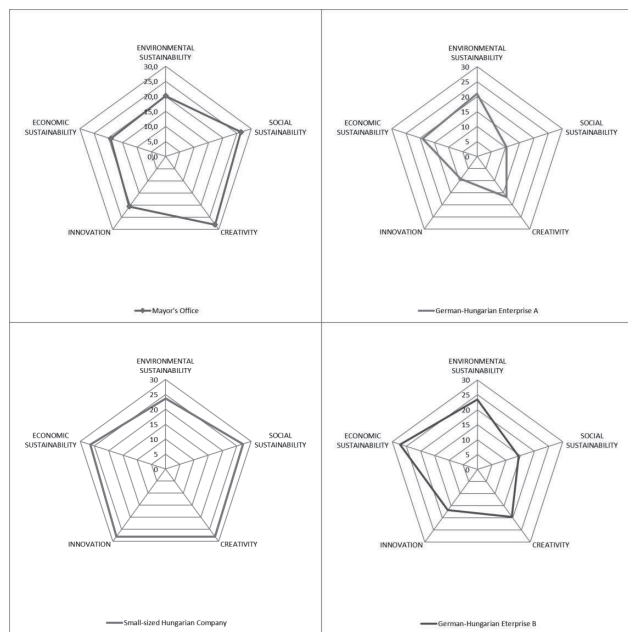 ENVIRONMENTAL
SUSTAINABILITY
30,0
25,0
20,0
15,0
10,0
5,0
0,0
SOCIAL
SUSTAINABILITY
CREATIVITY
INNOVATION
ECONOMIC
SUSTAINABILITY
Mayor's Office
ENVIRONMENTAL
SUSTAINABILITY
30
25
20
15
10
5
0
SOCIAL
SUSTAINABILITY
CREATIVITY
INNOVATION
ECONOMIC
SUSTAINABILITY
German-Hungarian Enterprise A
ENVIRONMENTAL
SUSTAINABILITY
30
25
20
15
10
5
0
SOCIAL
SUSTAINABILITY
CREATIVITY
INNOVATION
ECONOMIC
SUSTAINABILITY
Small-sized Hungarian Company
ENVIRONMENTAL
SUSTAINABILITY
30
25
20
15
10
5
0
SOCIAL
SUSTAINABILITY
CREATIVITY
INNOVATION
ECONOMIC
SUSTAINABILITY
German-Hungarian Eterprise B